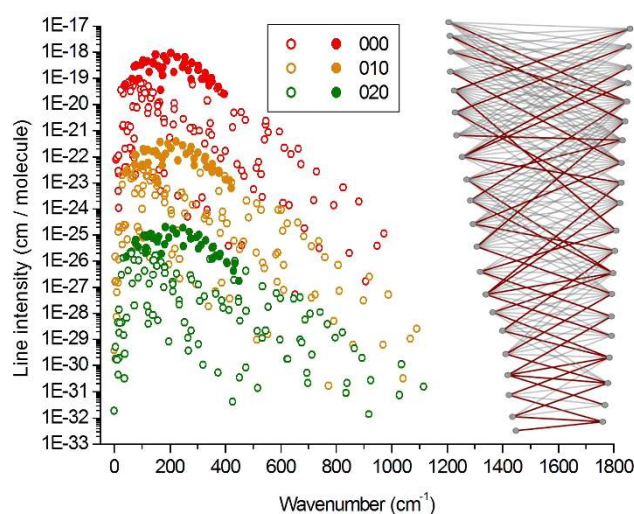 1E-17
1E-18
1E-19
1E-20
1E-21
1E-22
1E-23
1E-24
1E-25
1E-26
1E-27
1E-28
1E-29
1E-30
1E-31
1E-32
1E-33
Line intensity (cm / molecule)
000
010
020
0 200 400 600 800 1000 1200 1400 1600 1800
Wavenumber (cm-1)